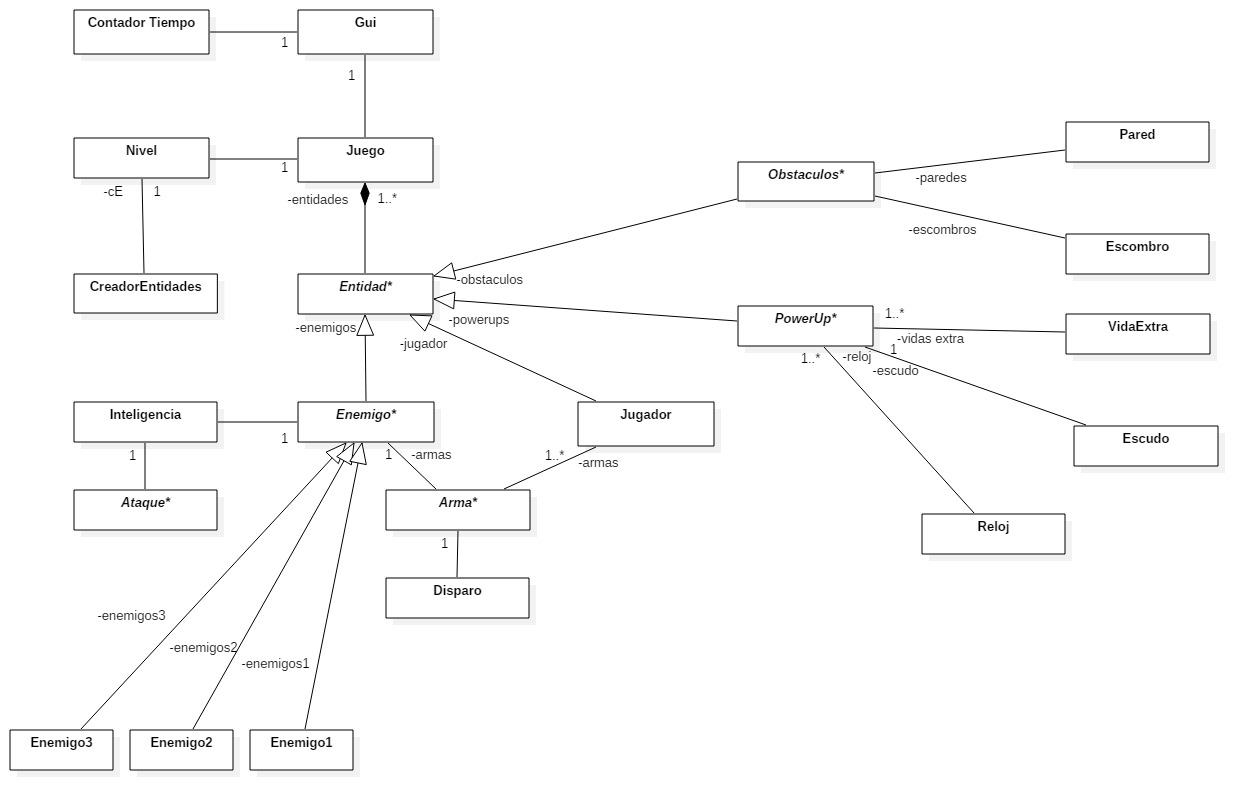 Contador Tiempo
1
Gui
1
Nivel
1
Juego
-cE
1
-entidades
1..*
CreadorEntidades
Entidad*
-obstaculos
-powerups
-enemigos
-jugador
Obstaculos*
-paredes
-escombros
Pared
Escombro
PowerUp*
1..*
-vidas extra
VidaExtra
1..*
-reloj
1
-escudo
Escudo
Reloj
Inteligencia
1
Enemigo*
Jugador
1
Ataque*
1
-armas
1..*
-armas
Arma*
1
Disparo
-enemigos3
-enemigos2
-enemigos1
Enemigo3
Enemigo2
Enemigo1